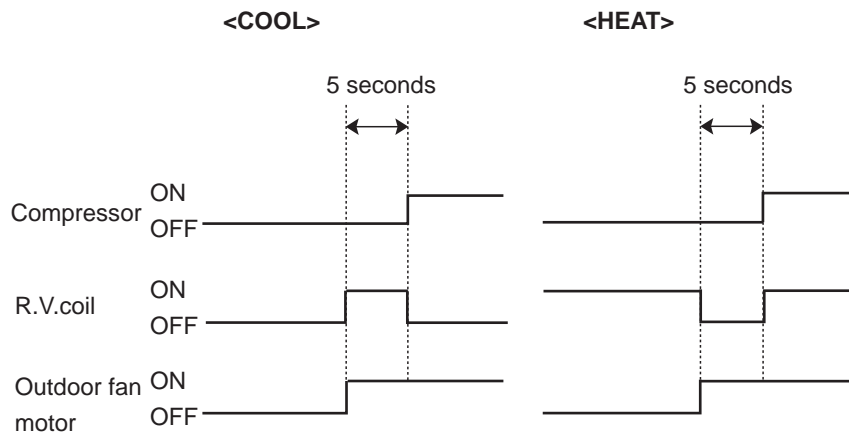 <COOL> <HEAT>
5 seconds 5 seconds
ON
Compressor
OFF
ON
R.V.coil
OFF
Outdoor fan ON
motor OFF